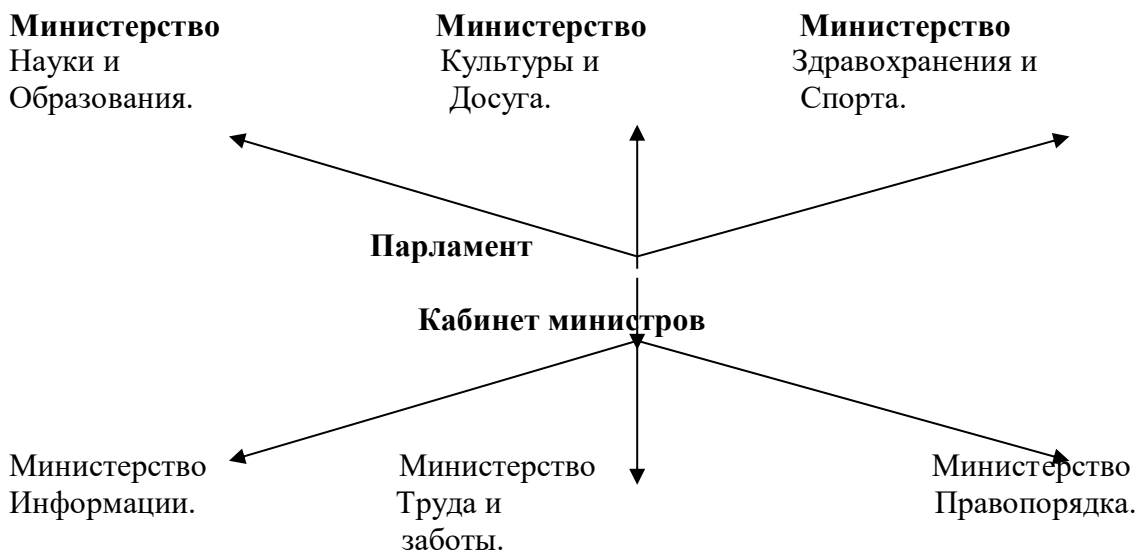 Министерство Министерство Министерство
Науки и Культуры и Здравохранения и
Образования. Досуга. Спорта.
Парламент
Кабинет министров
Министерство Министерство Министерство
Информации. Труда и Правопорядка.
заботы.